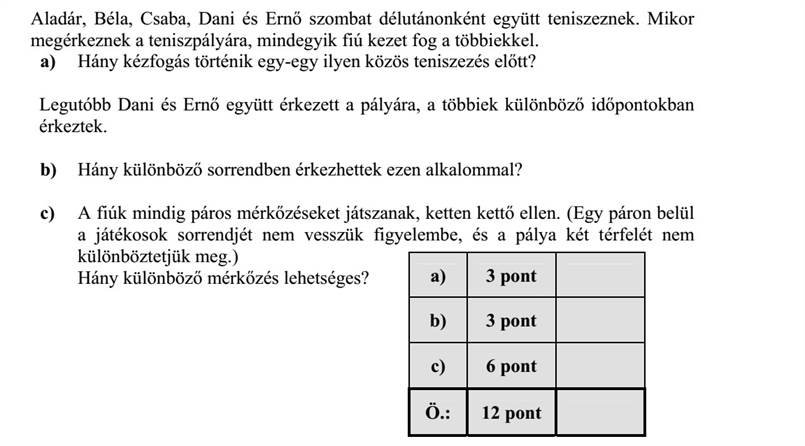 Aladár, Béla, Csaba, Dani és Ernő szombat délutánonként együtt teniszeznek. Mikor
megérkeznek a teniszpályára, mindegyik fiú kezet fog a többiekkel.
a) Hány kézfogás történik egy-egy ilyen közös teniszezés előtt?
Legutóbb Dani és Ernő együtt érkezett a pályára, a többiek különböző időpontokban
érkeztek.
b) Hány különböző sorrendben érkezhettek ezen alkalommal?
c) A fiúk mindig páros mérkőzéseket játszanak, ketten kettő ellen. (Egy páron belül
a játékosok sorrendjét nem vesszük figyelembe, és a pálya két térfelét nem
különböztetjük meg.)
Hány különböző mérkőzés lehetséges?
a) 3 pont
b) 3 pont
c) 6 pont
Ö.: 12 pont